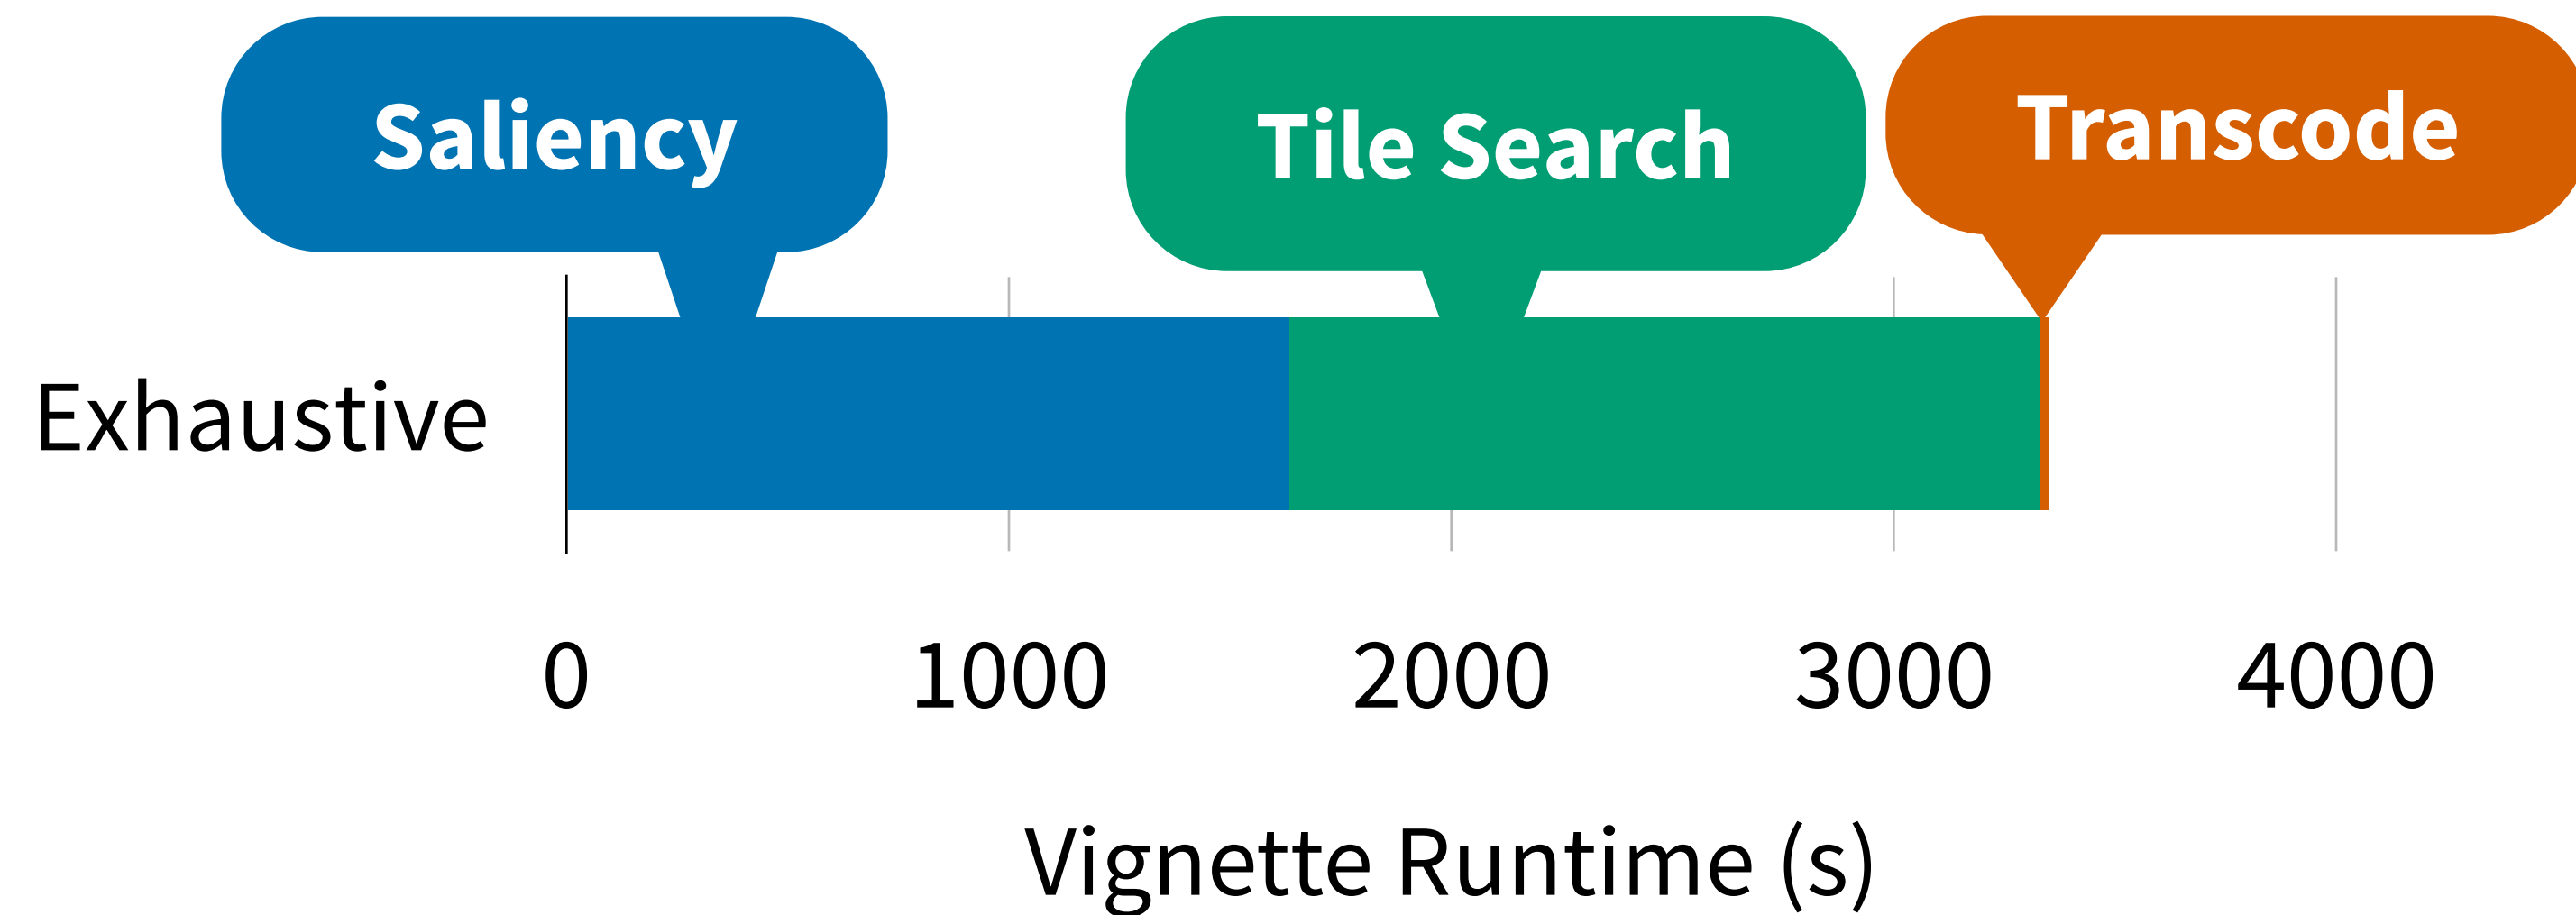 Saliency
Tile Search
Transcode
Exhaustive
0 1000 2000 3000 4000
Vignette Runtime (s)